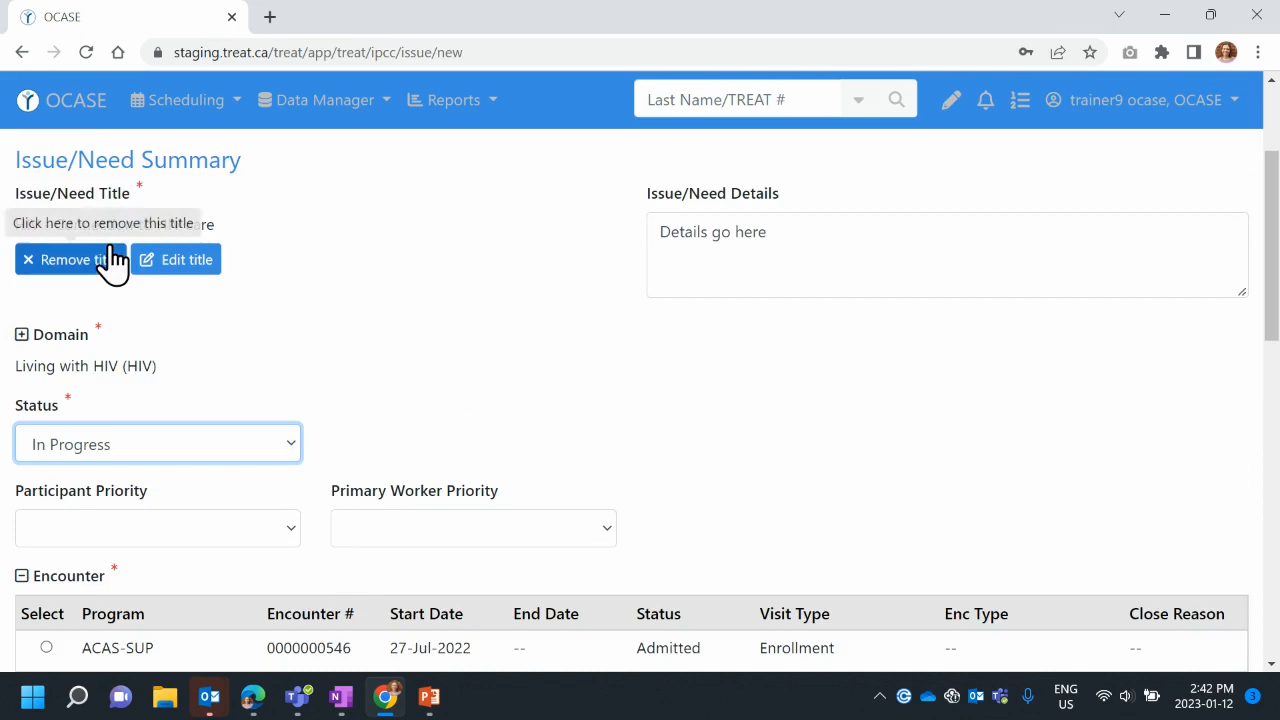 OCASE
staging.treat.ca/treat/app/treat/ipcc/issue/new
OCASE Scheduling Data Manager Reports Last Name/TREAT # trainer9 ocase, OCASE
Issue/Need Summary
Issue/Need Title * Issue/Need Details
Click here to remove this title
Details go here
Remove Edit title
Domain *
Living with HIV (HIV)
Status *
In Progress
Participant Priority Primary Worker Priority
Encounter *
Select Program Encounter # Start Date End Date Status Visit Type Enc Type Close Reason
ACAS-SUP 0000000546 27-Jul-2022 -- Admitted Enrollment -- --
ENG
US
2:42 PM
2023-01-12
3